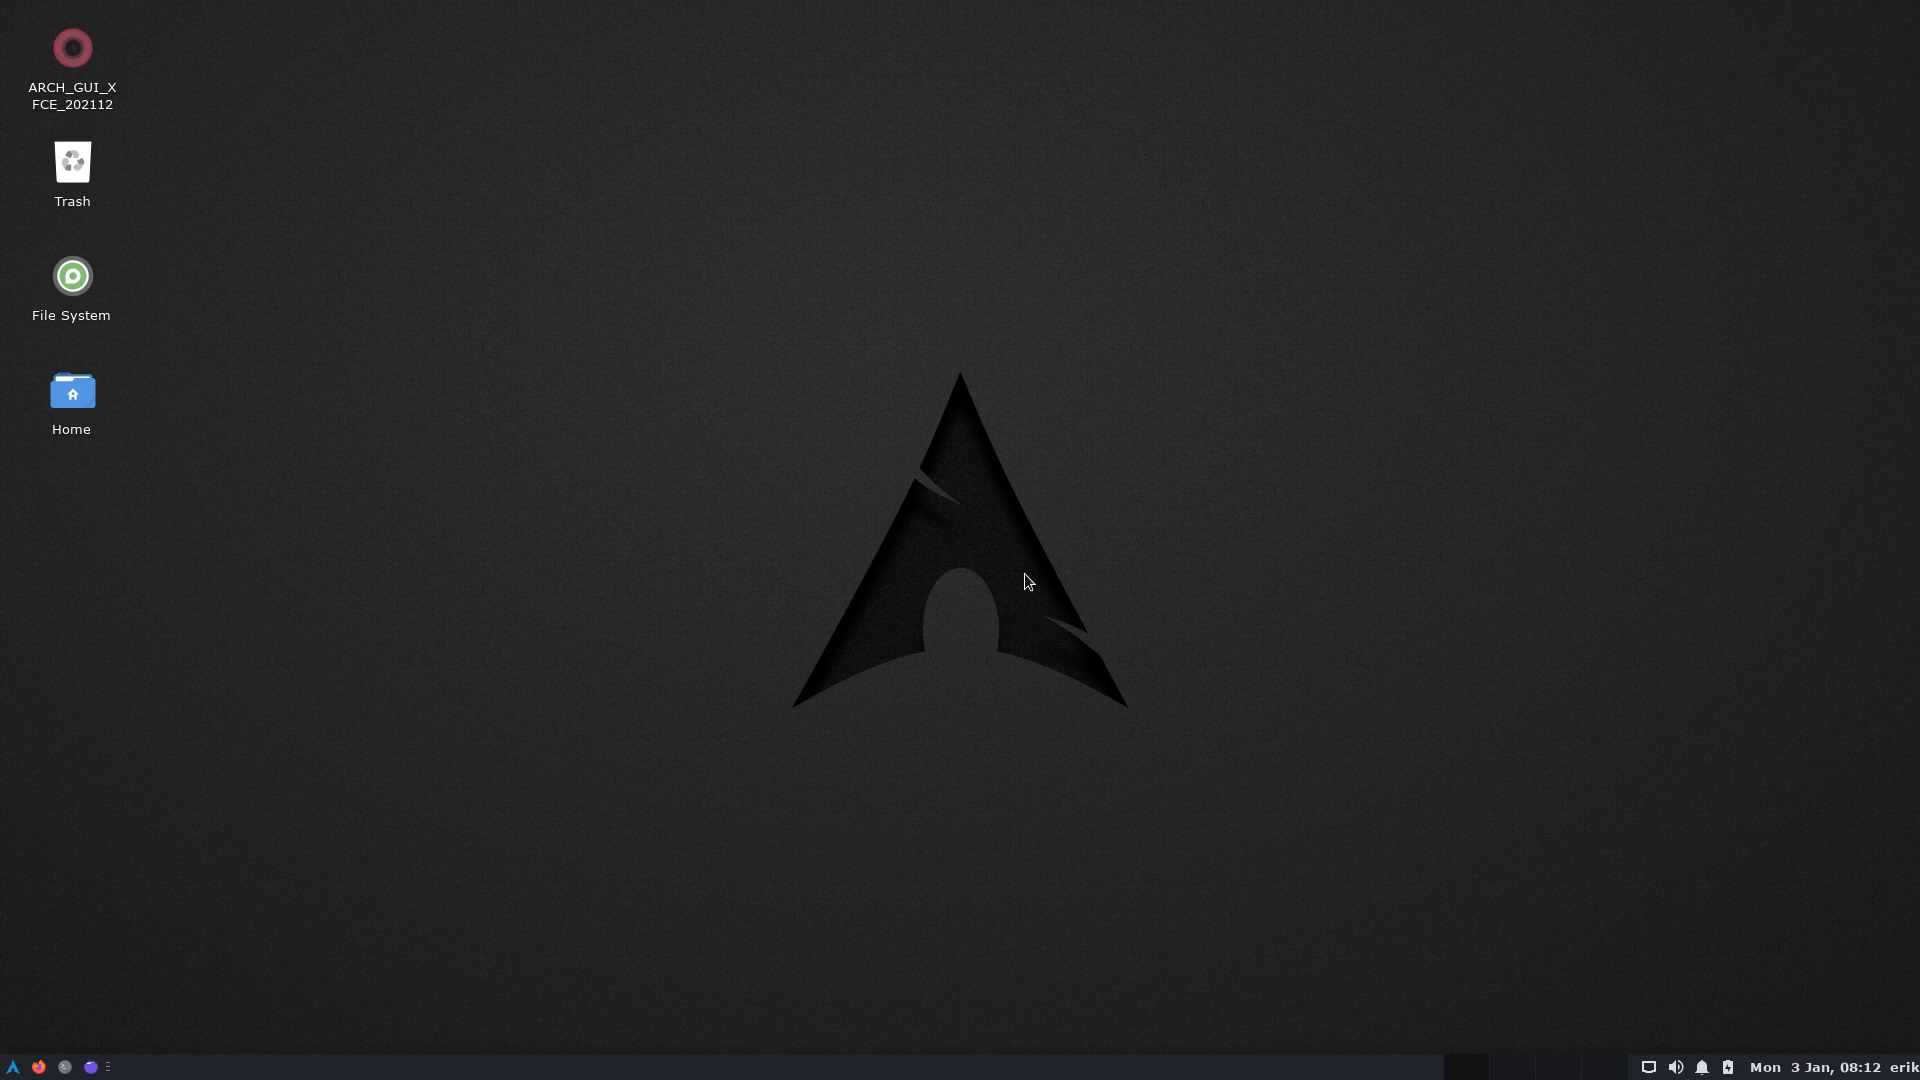 ARCH_GUI_X
FCE_202112
Trash
File System
Home
Mon 3 Jan, 08:12 erik